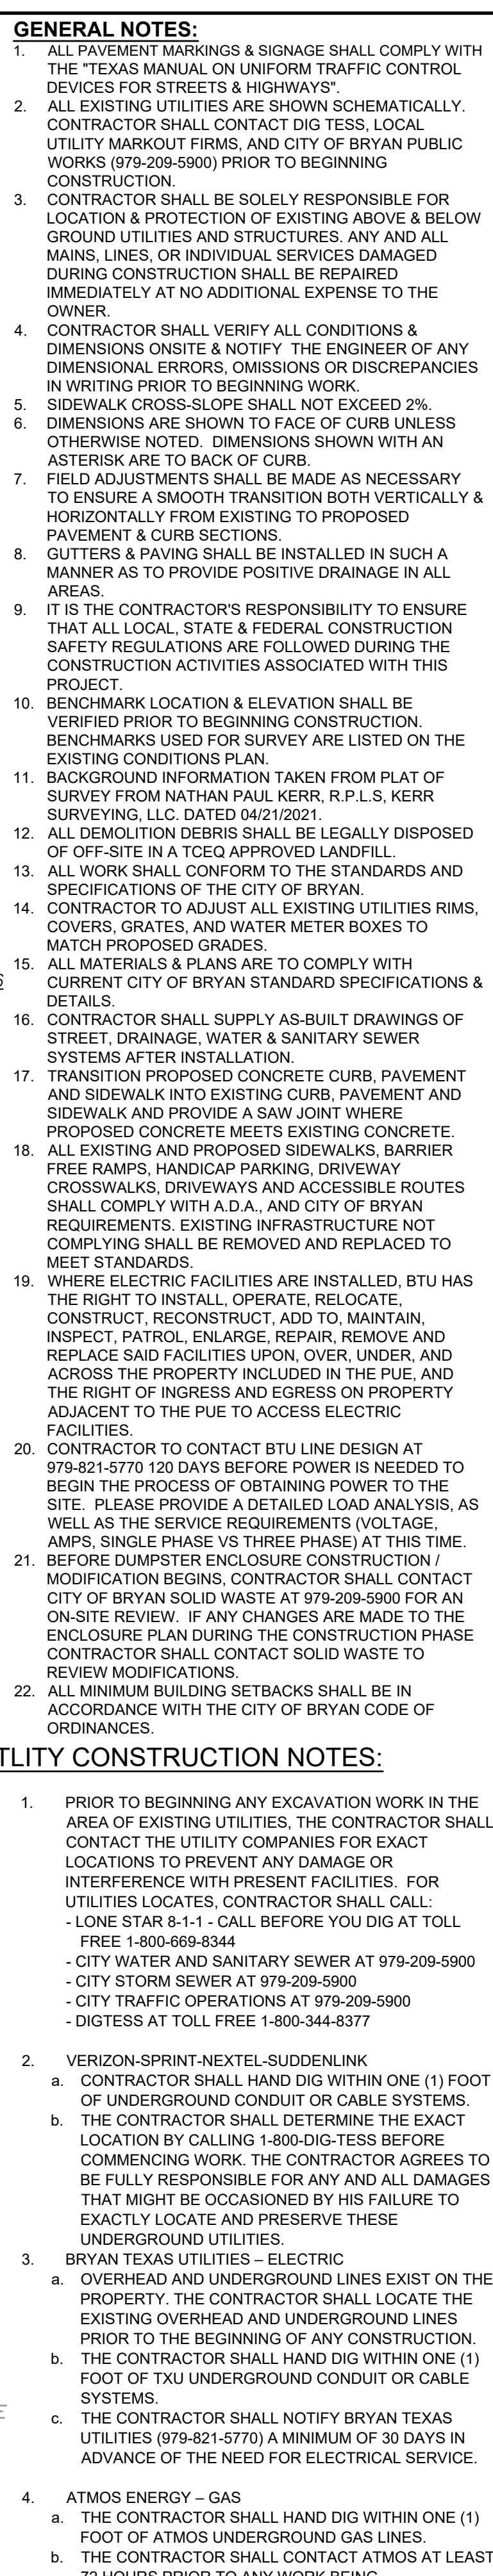 GENERAL NOTES:
1. ALL PAVEMENT MARKINGS & SIGNAGE SHALL COMPLY WITH
THE "TEXAS MANUAL ON UNIFORM TRAFFIC CONTROL
DEVICES FOR STREETS & HIGHWAYS".
2. ALL EXISTING UTILITIES ARE SHOWN SCHEMATICALLY.
CONTRACTOR SHALL CONTACT DIG TESS, LOCAL
UTILITY MARKOUT FIRMS, AND CITY OF BRYAN PUBLIC
WORKS (979-209-5900) PRIOR TO BEGINNING
CONSTRUCTION.
3. CONTRACTOR SHALL BE SOLELY RESPONSIBLE FOR
LOCATION & PROTECTION OF EXISTING ABOVE & BELOW
GROUND UTILITIES AND STRUCTURES. ANY AND ALL
MAINS, LINES, OR INDIVIDUAL SERVICES DAMAGED
DURING CONSTRUCTION SHALL BE REPAIRED
IMMEDIATELY AT NO ADDITIONAL EXPENSE TO THE
OWNER.
4. CONTRACTOR SHALL VERIFY ALL CONDITIONS &
DIMENSIONS ONSITE & NOTIFY THE ENGINEER OF ANY
DIMENSIONAL ERRORS, OMISSIONS OR DISCREPANCIES
IN WRITING PRIOR TO BEGINNING WORK.
5. SIDEWALK CROSS-SLOPE SHALL NOT EXCEED 2%.
6. DIMENSIONS ARE SHOWN TO FACE OF CURB UNLESS
OTHERWISE NOTED. DIMENSIONS SHOWN WITH AN
ASTERISK ARE TO BACK OF CURB.
7. FIELD ADJUSTMENTS SHALL BE MADE AS NECESSARY
TO ENSURE A SMOOTH TRANSITION BOTH VERTICALLY &
HORIZONTALLY FROM EXISTING TO PROPOSED
PAVEMENT & CURB SECTIONS.
8. GUTTERS & PAVING SHALL BE INSTALLED IN SUCH A
MANNER AS TO PROVIDE POSITIVE DRAINAGE IN ALL
AREAS.
9. IT IS THE CONTRACTOR'S RESPONSIBILITY TO ENSURE
THAT ALL LOCAL, STATE & FEDERAL CONSTRUCTION
SAFETY REGULATIONS ARE FOLLOWED DURING THE
CONSTRUCTION ACTIVITIES ASSOCIATED WITH THIS
PROJECT.
10. BENCHMARK LOCATION & ELEVATION SHALL BE
VERIFIED PRIOR TO BEGINNING CONSTRUCTION.
BENCHMARKS USED FOR SURVEY ARE LISTED ON THE
EXISTING CONDITIONS PLAN.
11. BACKGROUND INFORMATION TAKEN FROM PLAT OF
SURVEY FROM NATHAN PAUL KERR, R.P.L.S, KERR
SURVEYING, LLC. DATED 04/21/2021.
12. ALL DEMOLITION DEBRIS SHALL BE LEGALLY DISPOSED
OF OFF-SITE IN A TCEQ APPROVED LANDFILL.
13. ALL WORK SHALL CONFORM TO THE STANDARDS AND
SPECIFICATIONS OF THE CITY OF BRYAN.
14. CONTRACTOR TO ADJUST ALL EXISTING UTILITIES RIMS,
COVERS, GRATES, AND WATER METER BOXES TO
MATCH PROPOSED GRADES.
15. ALL MATERIALS & PLANS ARE TO COMPLY WITH
CURRENT CITY OF BRYAN STANDARD SPECIFICATIONS &
DETAILS.
16. CONTRACTOR SHALL SUPPLY AS-BUILT DRAWINGS OF
STREET, DRAINAGE, WATER & SANITARY SEWER
SYSTEMS AFTER INSTALLATION.
17. TRANSITION PROPOSED CONCRETE CURB, PAVEMENT
AND SIDEWALK INTO EXISTING CURB, PAVEMENT AND
SIDEWALK AND PROVIDE A SAW JOINT WHERE
PROPOSED CONCRETE MEETS EXISTING CONCRETE.
18. ALL EXISTING AND PROPOSED SIDEWALKS, BARRIER
FREE RAMPS, HANDICAP PARKING, DRIVEWAY
CROSSWALKS, DRIVEWAYS AND ACCESSIBLE ROUTES
SHALL COMPLY WITH A.D.A., AND CITY OF BRYAN
REQUIREMENTS. EXISTING INFRASTRUCTURE NOT
COMPLYING SHALL BE REMOVED AND REPLACED TO
MEET STANDARDS.
19. WHERE ELECTRIC FACILITIES ARE INSTALLED, BTU HAS
THE RIGHT TO INSTALL, OPERATE, RELOCATE,
CONSTRUCT, RECONSTRUCT, ADD TO, MAINTAIN,
INSPECT, PATROL, ENLARGE, REPAIR, REMOVE AND
REPLACE SAID FACILITIES UPON, OVER, UNDER, AND
ACROSS THE PROPERTY INCLUDED IN THE PUE, AND
THE RIGHT OF INGRESS AND EGRESS ON PROPERTY
ADJACENT TO THE PUE TO ACCESS ELECTRIC
FACILITIES.
20. CONTRACTOR TO CONTACT BTU LINE DESIGN AT
979-821-5770 120 DAYS BEFORE POWER IS NEEDED TO
BEGIN THE PROCESS OF OBTAINING POWER TO THE
SITE. PLEASE PROVIDE A DETAILED LOAD ANALYSIS, AS
WELL AS THE SERVICE REQUIREMENTS (VOLTAGE,
AMPS, SINGLE PHASE VS THREE PHASE) AT THIS TIME.
21. BEFORE DUMPSTER ENCLOSURE CONSTRUCTION /
MODIFICATION BEGINS, CONTRACTOR SHALL CONTACT
CITY OF BRYAN SOLID WASTE AT 979-209-5900 FOR AN
ON-SITE REVIEW. IF ANY CHANGES ARE MADE TO THE
ENCLOSURE PLAN DURING THE CONSTRUCTION PHASE
CONTRACTOR SHALL CONTACT SOLID WASTE TO
REVIEW MODIFICATIONS.
22. ALL MINIMUM BUILDING SETBACKS SHALL BE IN
ACCORDANCE WITH THE CITY OF BRYAN CODE OF
ORDINANCES.
TLITY CONSTRUCTION NOTES:
1. PRIOR TO BEGINNING ANY EXCAVATION WORK IN THE
AREA OF EXISTING UTILITIES, THE CONTRACTOR SHALL
CONTACT THE UTILITY COMPANIES FOR EXACT
LOCATIONS TO PREVENT ANY DAMAGE OR
INTERFERENCE WITH PRESENT FACILITIES. FOR
UTILITIES LOCATES, CONTRACTOR SHALL CALL:
- LONE STAR 8-1-1 - CALL BEFORE YOU DIG AT TOLL
FREE 1-800-669-8344
- CITY WATER AND SANITARY SEWER AT 979-209-5900
- CITY STORM SEWER AT 979-209-5900
- CITY TRAFFIC OPERATIONS AT 979-209-5900
- DIGTESS AT TOLL FREE 1-800-344-8377
2. VERIZON-SPRINT-NEXTEL-SUDDENLINK
a. CONTRACTOR SHALL HAND DIG WITHIN ONE (1) FOOT
OF UNDERGROUND CONDUIT OR CABLE SYSTEMS.
b. THE CONTRACTOR SHALL DETERMINE THE EXACT
LOCATION BY CALLING 1-800-DIG-TESS BEFORE
COMMENCING WORK. THE CONTRACTOR AGREES TO
BE FULLY RESPONSIBLE FOR ANY AND ALL DAMAGES
THAT MIGHT BE OCCASIONED BY HIS FAILURE TO
EXACTLY LOCATE AND PRESERVE THESE
UNDERGROUND UTILITIES.
3. BRYAN TEXAS UTILITIES – ELECTRIC
a. OVERHEAD AND UNDERGROUND LINES EXIST ON THE
PROPERTY. THE CONTRACTOR SHALL LOCATE THE
EXISTING OVERHEAD AND UNDERGROUND LINES
PRIOR TO THE BEGINNING OF ANY CONSTRUCTION.
b. THE CONTRACTOR SHALL HAND DIG WITHIN ONE (1)
FOOT OF TXU UNDERGROUND CONDUIT OR CABLE
SYSTEMS.
c. THE CONTRACTOR SHALL NOTIFY BRYAN TEXAS
UTILITIES (979-821-5770) A MINIMUM OF 30 DAYS IN
ADVANCE OF THE NEED FOR ELECTRICAL SERVICE.
4. ATMOS ENERGY – GAS
a. THE CONTRACTOR SHALL HAND DIG WITHIN ONE (1)
FOOT OF ATMOS UNDERGROUND GAS LINES.
b. THE CONTRACTOR SHALL CONTACT ATMOS AT LEAST
72 HOURS PRIOR TO ANY WORK BEING